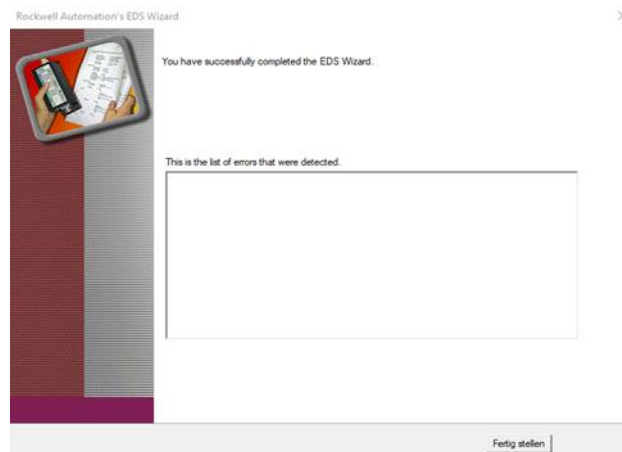 Rockwell Automation's EDS Wizard
You have successfully completed the EDS Wizard.
This is the list of errors that were detected.
Fertig stellen